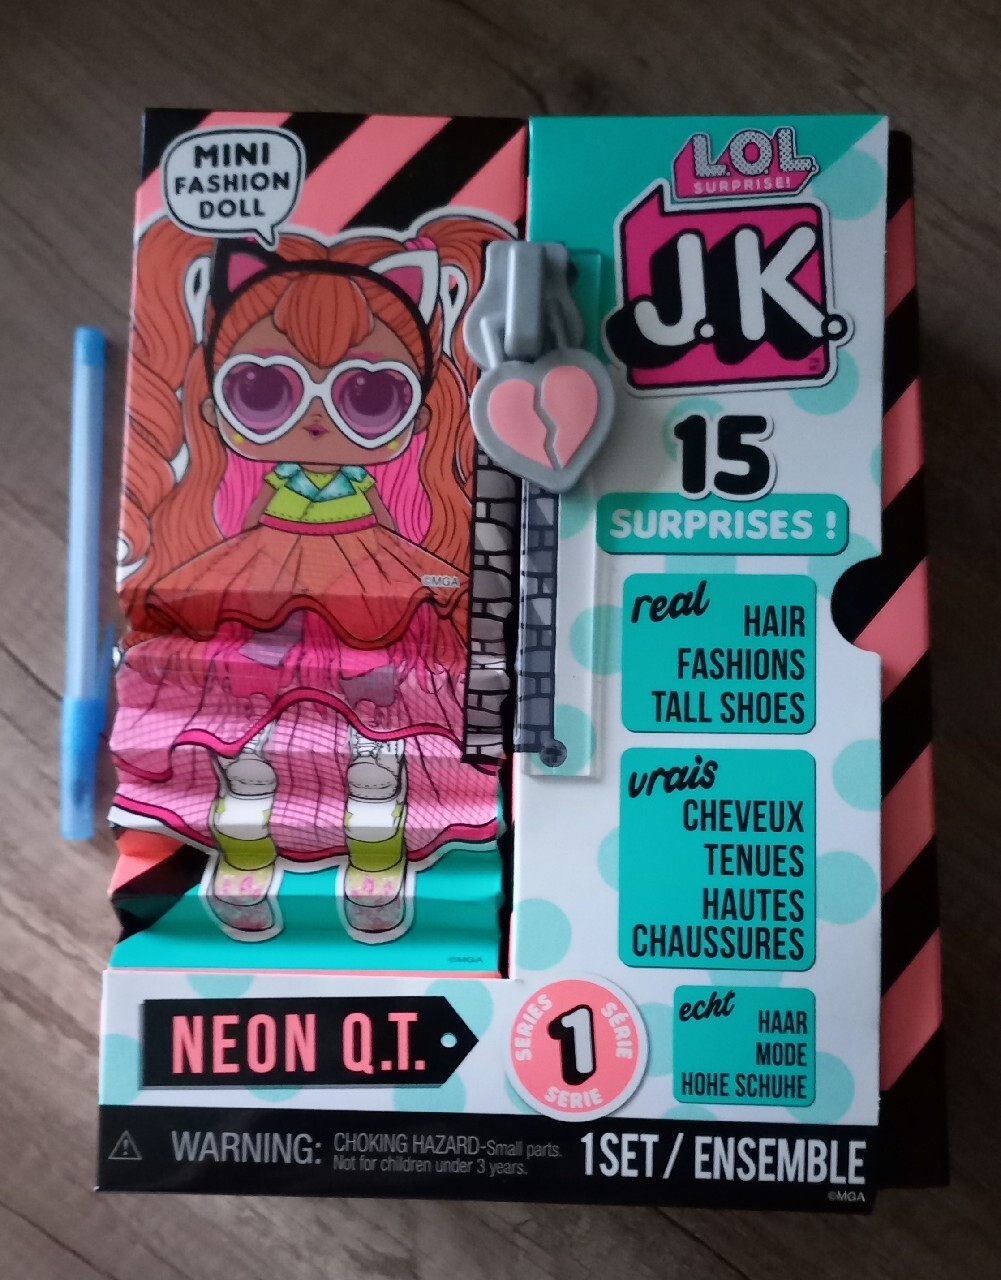 MINI
FASHION
DOLL
L.O.L.
SURPRISE!
J.K.
15
SURPRISES !
real
HAIR
FASHIONS
TALL SHOES
vrais
CHEVEUX
TENUES
HAUTES
CHAUSSURES
echt
HAAR
MODE
HOHE SCHUHE
©MGA
©MGA
NEON Q.T.
SERIES
1
SÉRIE
SERIE
WARNING: CHOKING HAZARD-Small parts.
Not for children under 3 years.
1SET / ENSEMBLE
©MGA